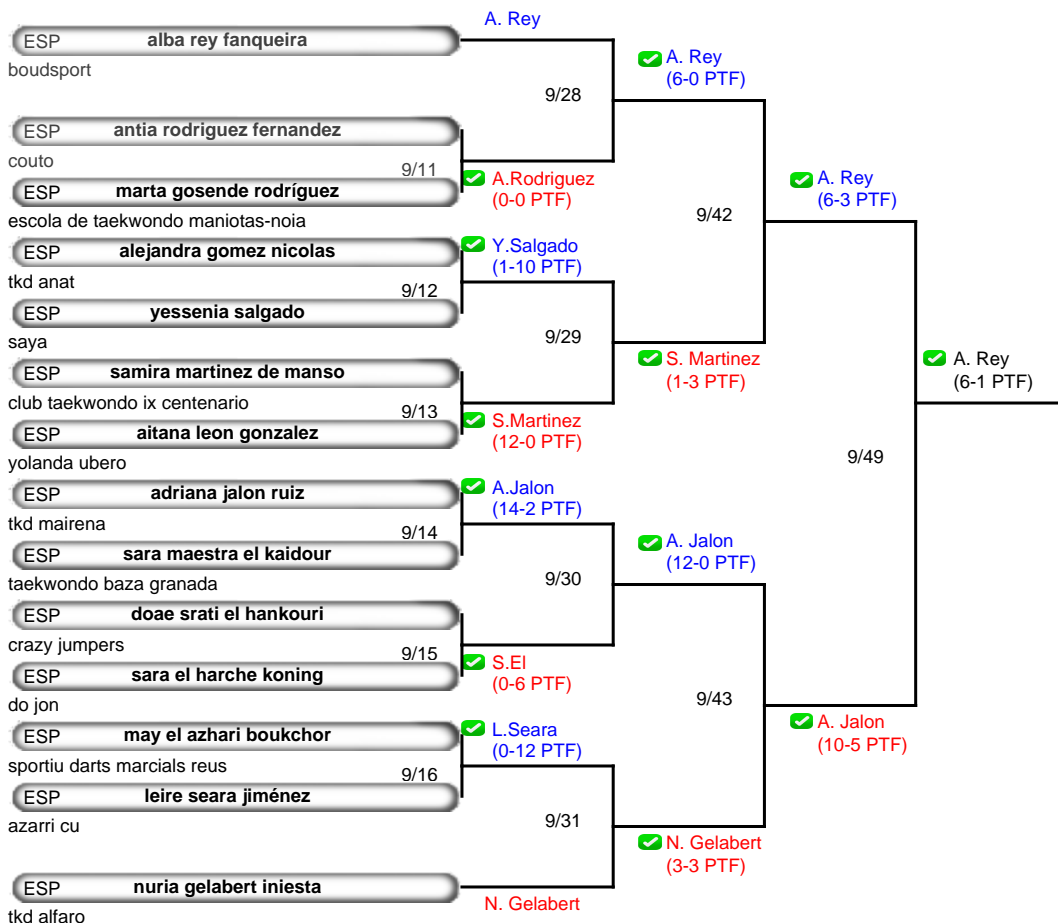 A. Rey
ESP alba rey fanqueira
boudsport
A. Rey
(6-0 PTF)
9/28
ESP antia rodriguez fernandez
couto
9/11
A.Rodriguez
(0-0 PTF)
ESP marta gosende rodríguez
escola de taekwondo maniotas-noia
A. Rey
(6-3 PTF)
9/42
ESP alejandra gomez nicolas
tkd anat
Y.Salgado
(1-10 PTF)
9/12
ESP yessenia salgado
saya
9/29
S. Martinez
(1-3 PTF)
ESP samira martinez de manso
club taekwondo ix centenario
9/13
S.Martinez
(12-0 PTF)
ESP aitana leon gonzalez
yolanda ubero
A. Rey
(6-1 PTF)
9/49
ESP adriana jalon ruiz
tkd mairena
A.Jalon
(14-2 PTF)
9/14
ESP sara maestra el kaidour
taekwondo baza granada
A. Jalon
(12-0 PTF)
9/30
ESP doae srati el hankouri
crazy jumpers
9/15
S.El
(0-6 PTF)
ESP sara el harche koning
do jon
9/43
A. Jalon
(10-5 PTF)
ESP may el azhari boukchor
sportiu darts marcials reus
L.Seara
(0-12 PTF)
9/16
ESP leire seara jiménez
azarri cu
9/31
N. Gelabert
(3-3 PTF)
ESP nuria gelabert iniesta
tkd alfaro
N. Gelabert